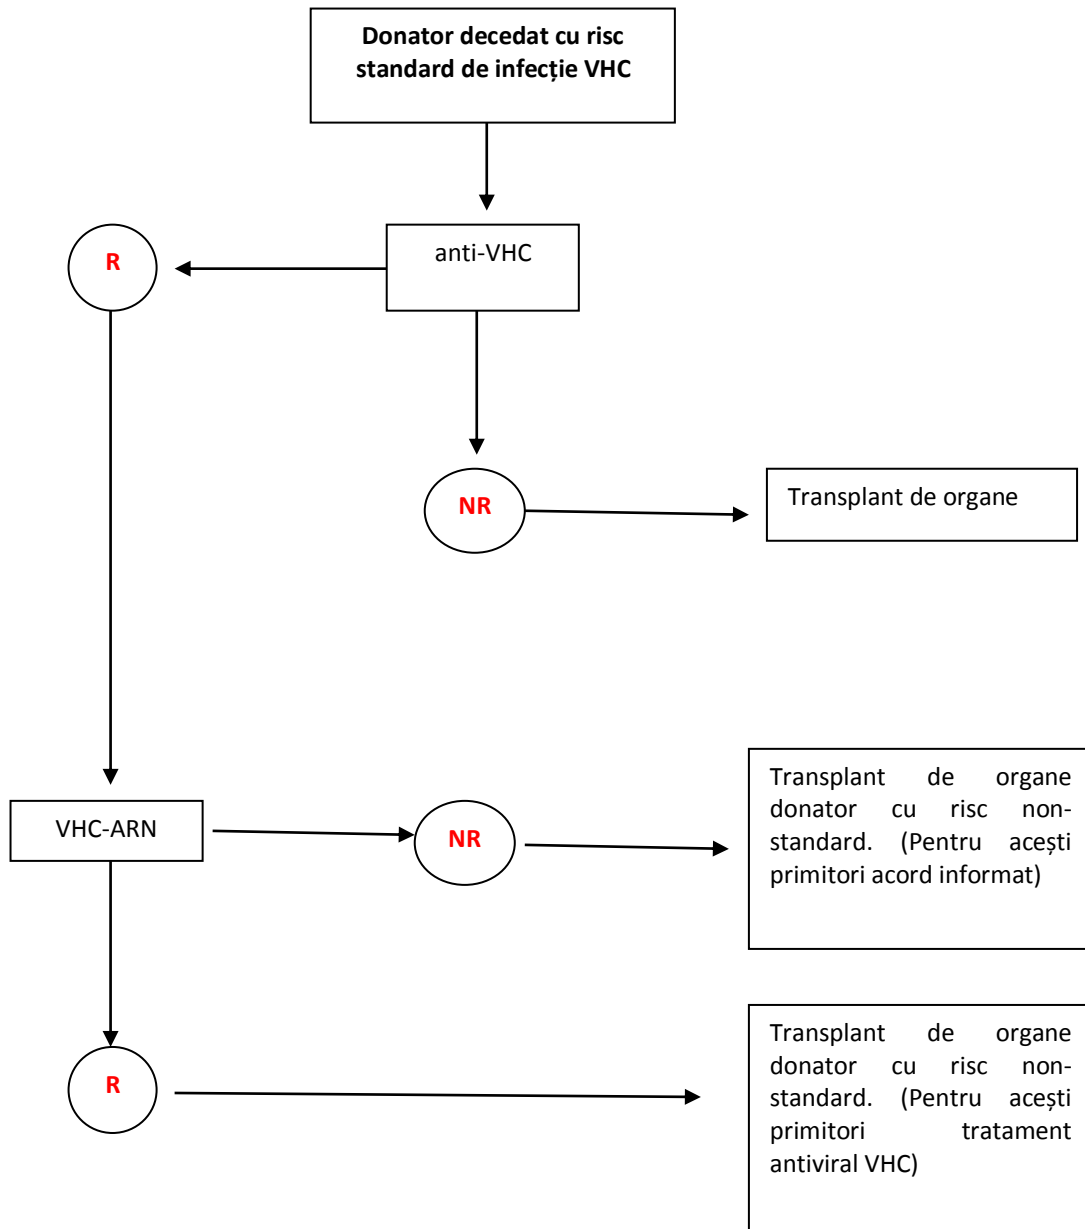 Donator decedat cu risc
standard de infecție VHC
R
anti-VHC
NR
Transplant de organe
VHC-ARN
NR
Transplant de organe
donator cu risc non-
standard. (Pentru acești
primitori acord informat)
R
Transplant de organe
donator cu risc non-
standard. (Pentru acești
primitori tratament
antiviral VHC)